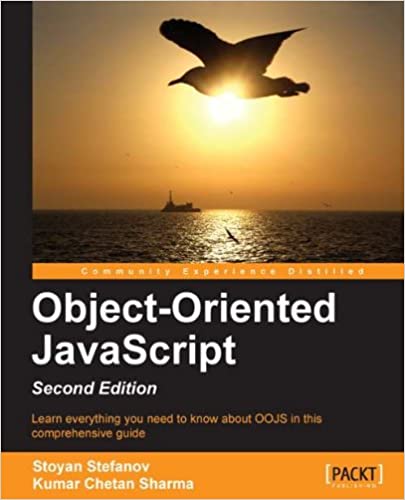 Community Experience Distilled
Object-Oriented
JavaScript
Second Edition
Learn everything you need to know about OOJS in this
comprehensive guide
Stoyan Stefanov
Kumar Chetan Sharma
[PACKT]
PUBLISHING